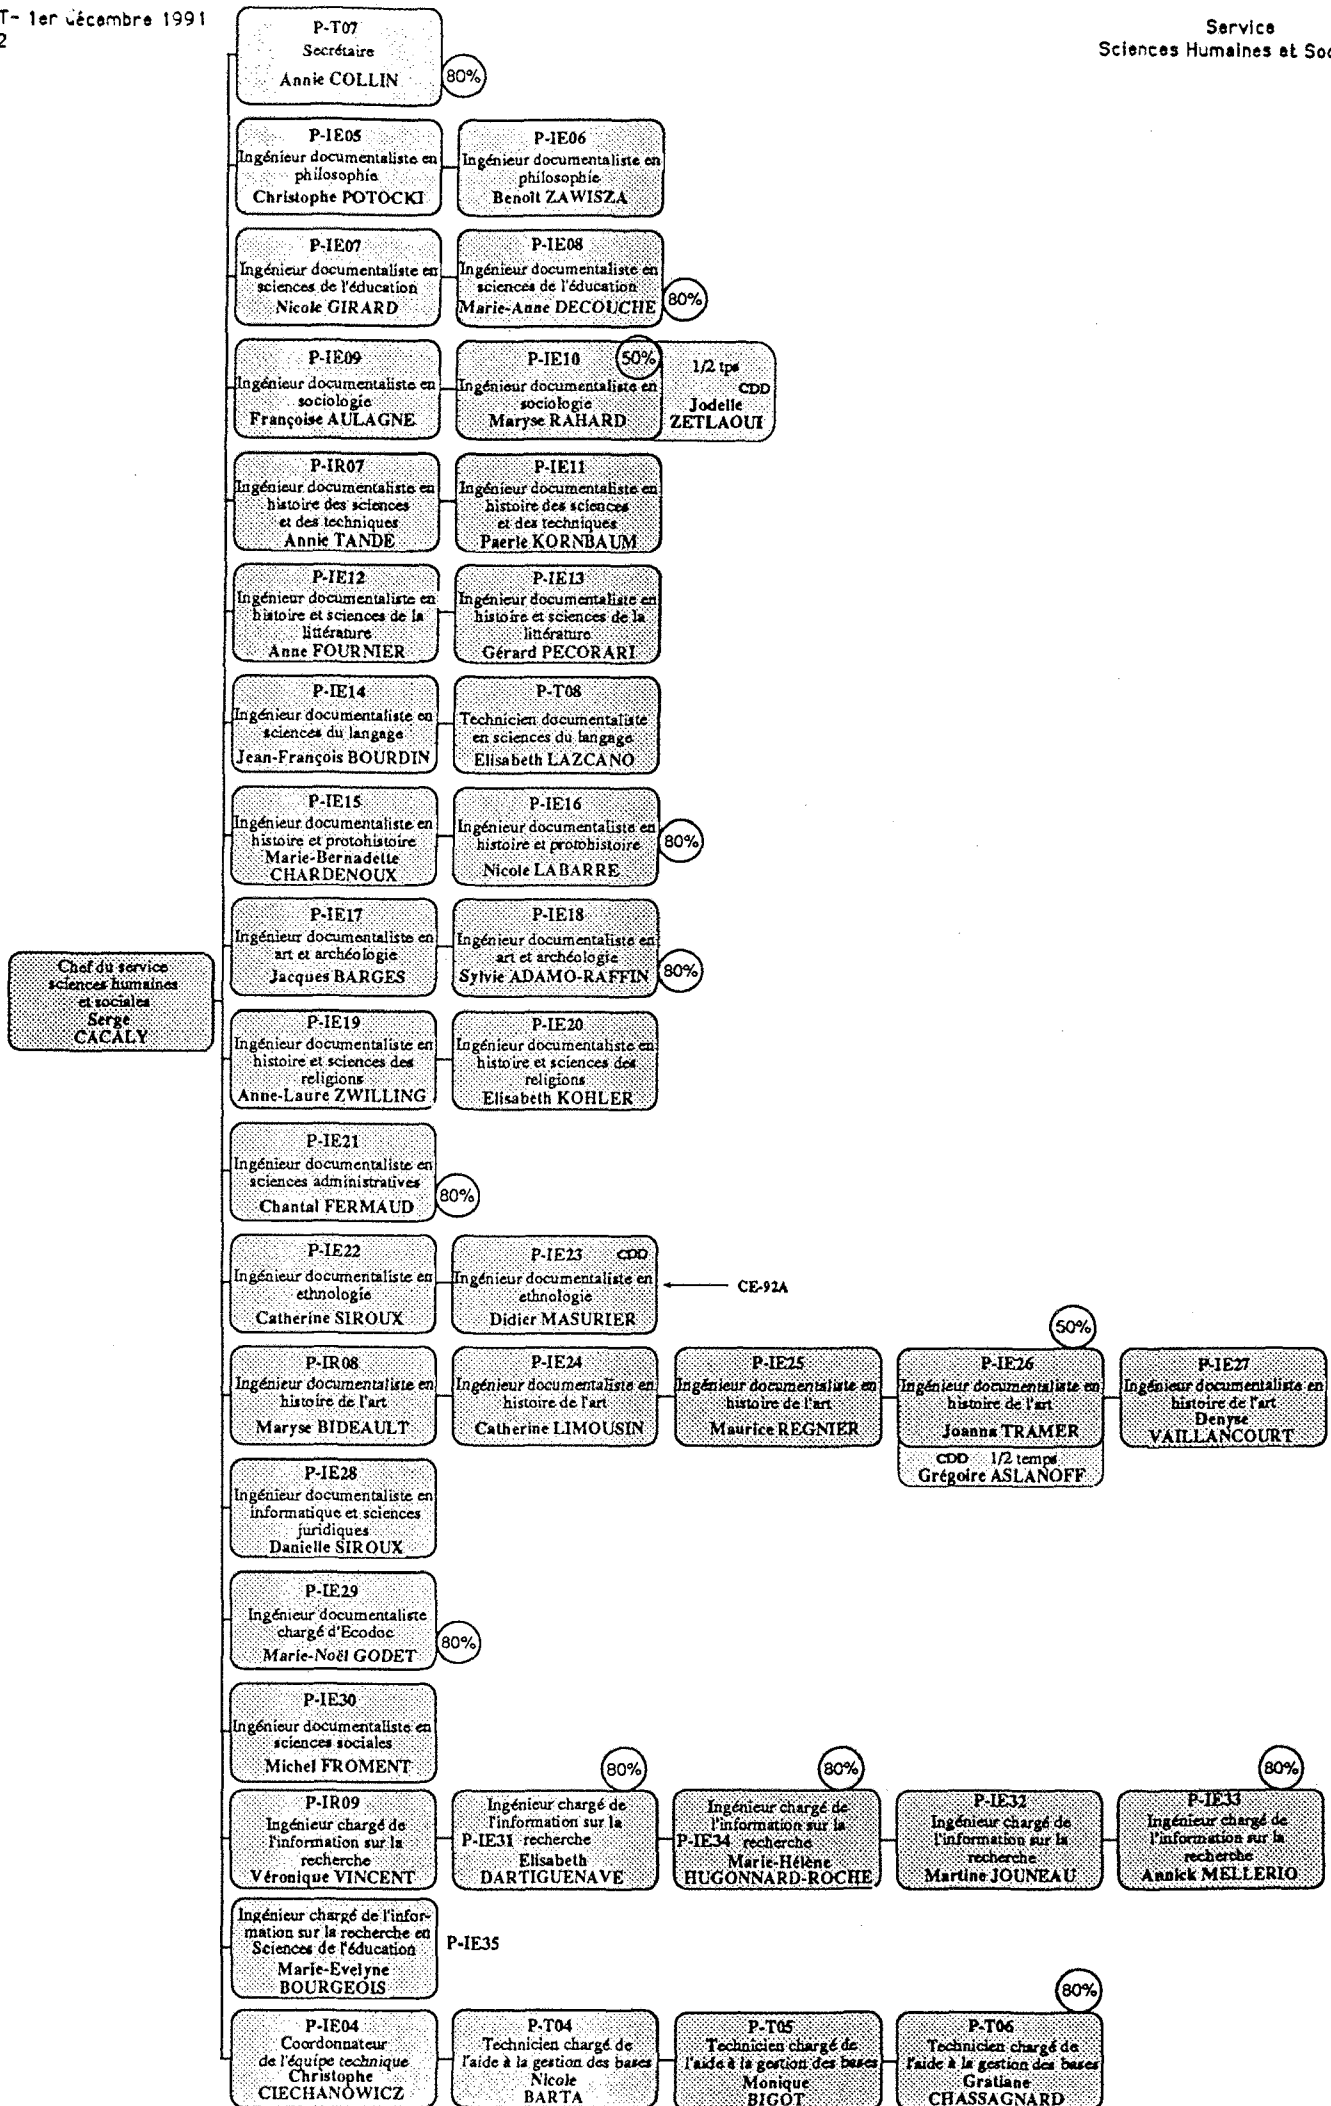 T- 1er décembre 1991
2
Service
Sciences Humaines et Soc
P-T07
Secrétaire
Annie COLLIN
80%
P-IE05
Ingénieur documentaliste en
philosophie
Christophe POTOCKI
P-IE06
Ingénieur documentaliste en
philosophie
Benoît ZAWISZA
P-IE07
Ingénieur documentaliste en
sciences de l'éducation
Nicole GIRARD
P-IE08
Ingénieur documentaliste en
sciences de l'éducation
Marie-Anne DECOUCHE
80%
P-IE09
Ingénieur documentaliste en
sociologie
Françoise AULAGNE
P-IE10
50%
Ingénieur documentaliste en
sociologie
Maryse RAHARD
1/2 tps
CDD
Jodelle
ZETLAOUI
P-IR07
Ingénieur documentaliste en
histoire des sciences
et des techniques
Annie TANDE
P-IE11
Ingénieur documentaliste en
histoire des sciences
et des techniques
Paerle KORNBAUM
P-IE12
Ingénieur documentaliste en
histoire et sciences de la
littérature
Anne FOURNIER
P-IE13
Ingénieur documentaliste en
histoire et sciences de la
littérature
Gérard PECORARI
P-IE14
Ingénieur documentaliste en
sciences du langage
Jean-François BOURDIN
P-T08
Technicien documentaliste
en sciences du langage
Elisabeth LAZCANO
P-IE15
Ingénieur documentaliste en
histoire et protohistoire
Marie-Bernadette
CHARDENOUX
P-IE16
Ingénieur documentaliste en
histoire et protohistoire
Nicole LABARRE
80%
P-IE17
Ingénieur documentaliste en
art et archéologie
Jacques BARGES
P-IE18
Ingénieur documentaliste en
art et archéologie
Sylvie ADAMO-RAFFIN
80%
Chef du service
sciences humaines
et sociales
Serge
CACALY
P-IE19
Ingénieur documentaliste en
histoire et sciences des
religions
Anne-Laure ZWILLING
P-IE20
Ingénieur documentaliste en
histoire et sciences des
religions
Elisabeth KOHLER
P-IE21
Ingénieur documentaliste en
sciences administratives
Chantal FERMAUD
80%
P-IE22
Ingénieur documentaliste en
ethnologie
Catherine SIROUX
P-IE23 CDD
Ingénieur documentaliste en
ethnologie
Didier MASURIER
CE-92A
P-IR08
Ingénieur documentaliste en
histoire de l'art
Maryse BIDEAULT
P-IE24
Ingénieur documentaliste en
histoire de l'art
Catherine LIMOUSIN
P-IE25
Ingénieur documentaliste en
histoire de l'art
Maurice REGNIER
50%
P-IE26
Ingénieur documentaliste en
histoire de l'art
Joanna TRAMER
CDD 1/2 temps
Grégoire ASLANOFF
P-IE27
Ingénieur documentaliste en
histoire de l'art
Denyse
VAILLANCOURT
P-IE28
Ingénieur documentaliste en
informatique et sciences
juridiques
Danielle SIROUX
P-IE29
Ingénieur documentaliste
chargé d'Ecodoc
Marie-Noël GODET
80%
P-IE30
Ingénieur documentaliste en
sciences sociales
Michel FROMENT
P-IR09
Ingénieur chargé de
l'information sur la
recherche
Véronique VINCENT
80%
Ingénieur chargé de
l'information sur la
P-IE31 recherche
Elisabeth
DARTIGUENAVE
80%
Ingénieur chargé de
l'information sur la
P-IE34 recherche
Marie-Hélène
HUGONNARD-ROCHE
P-IE32
Ingénieur chargé de
l'information sur la
recherche
Martine JOUNEAU
80%
P-IE33
Ingénieur chargé de
l'information sur la
recherche
Annick MELLERIO
Ingénieur chargé de l'infor-
mation sur la recherche en
Sciences de l'éducation
Marie-Evelyne
BOURGEOIS
P-IE35
P-IE04
Coordonnateur
de l'équipe technique
Christophe
CIECHANOWICZ
P-T04
Technicien chargé de
l'aide à la gestion des bases
Nicole
BARTA
P-T05
Technicien chargé de
l'aide à la gestion des bases
Monique
BIGOT
80%
P-T06
Technicien chargé de
l'aide à la gestion des bases
Gratiane
CHASSAGNARD